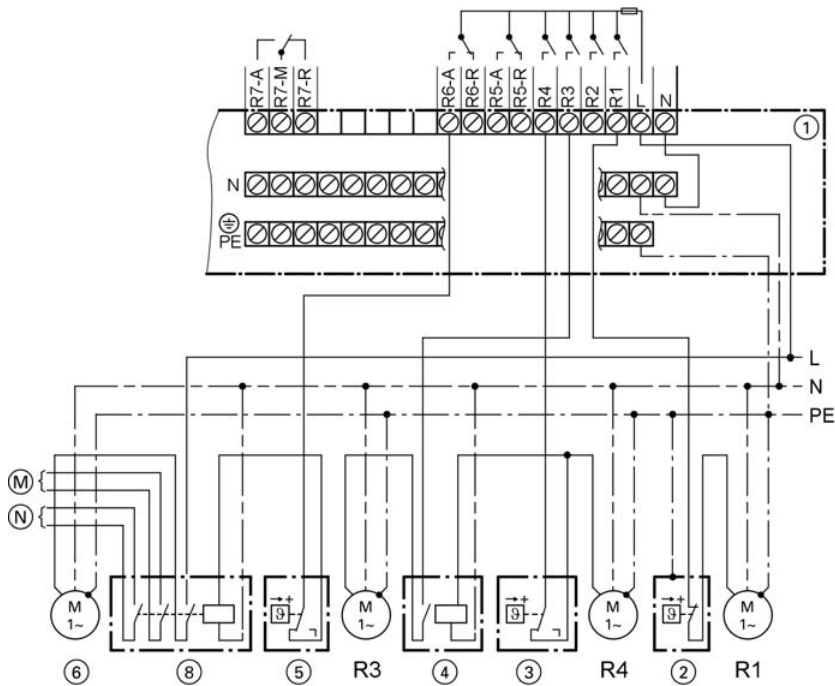 R7-A R7-M R7-R R6-A R6-R R5-A R5-R R4 R3 R2 R1 L N
①
N
PE
L
N
PE
Ⓜ
Ⓝ
M 1~ ϑ -+ M 1~ ϑ -+ M 1~ ϑ -+ M 1~
⑥ ⑧ ⑤ R3 ④ ③ R4 ② R1